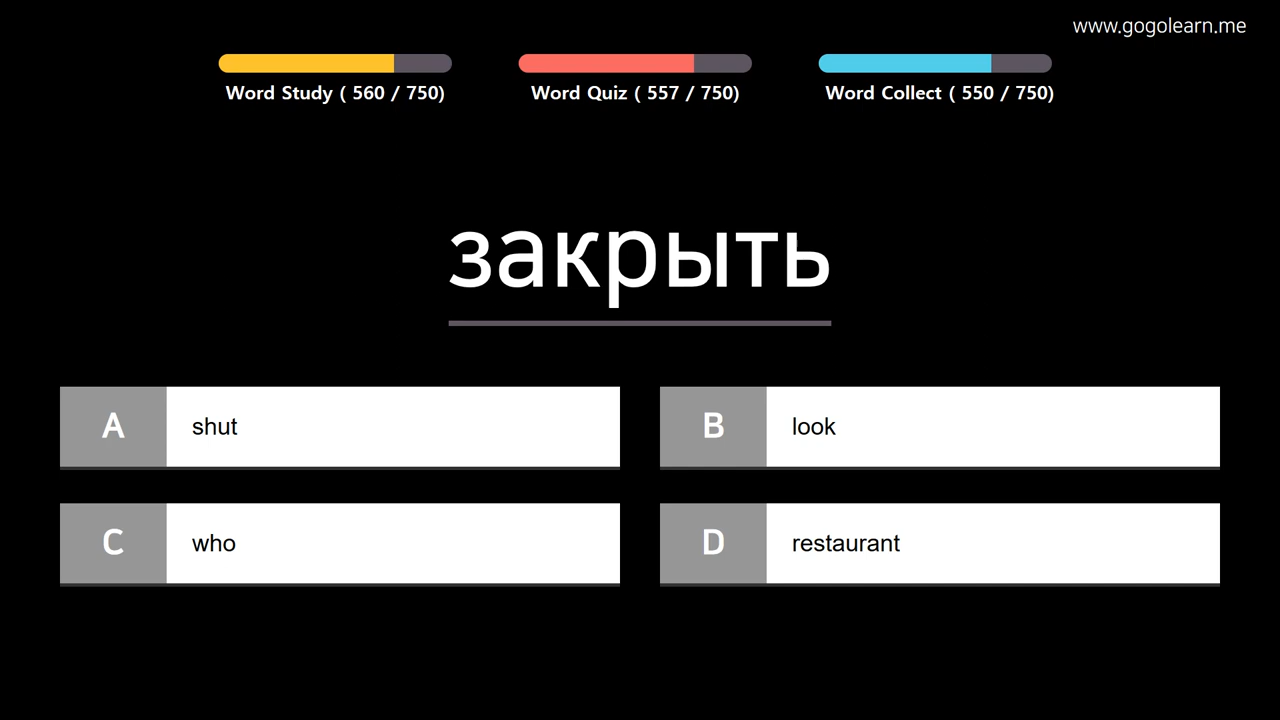 www.gogolearn.me
Word Study ( 560 / 750)
Word Quiz ( 557 / 750)
Word Collect ( 550 / 750)
закрыть
A shut
B look
C who
D restaurant